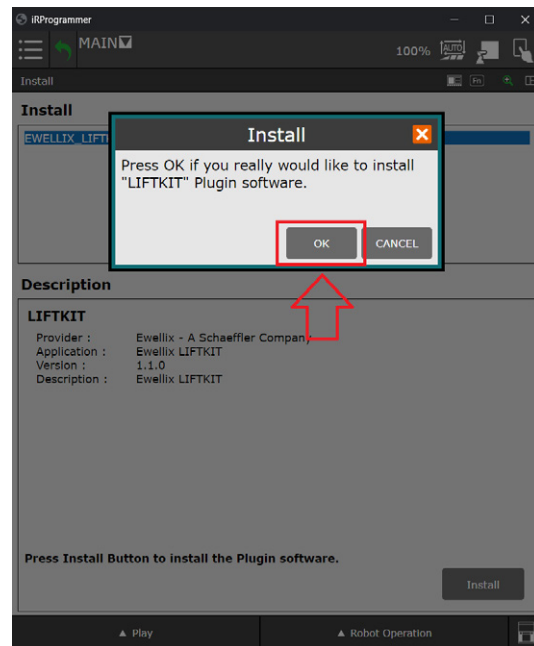 iRProgrammer
MAIN
100%
AUTO
Install
Fn
Install
EWELLIX_LIFT
Install
Press OK if you really would like to install
"LIFTKIT" Plugin software.
OK
CANCEL
Description
LIFTKIT
Provider : Ewellix - A Schaeffler Company
Application : Ewellix LIFTKIT
Version : 1.1.0
Description : Ewellix LIFTKIT
Press Install Button to install the Plugin software.
Install
▲ Play
▲ Robot Operation